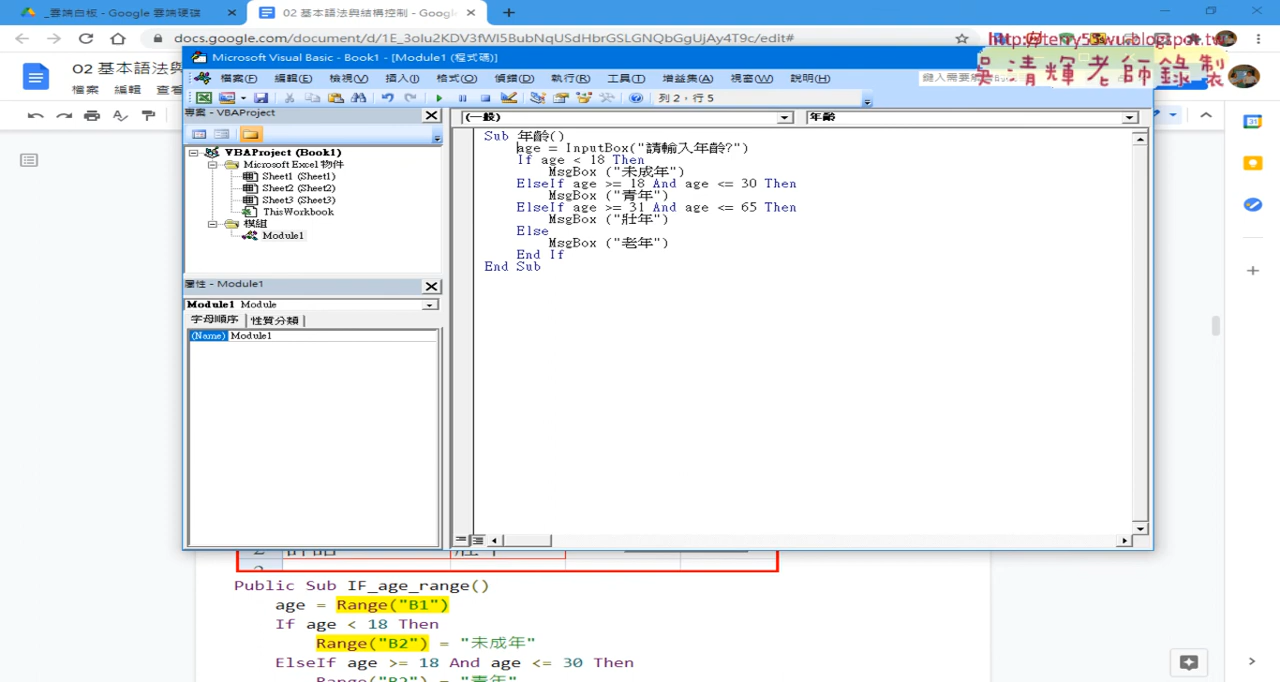 _雲端白板 - Google 雲端硬碟
02 基本語法與結構控制 - Googl
docs.google.com/document/d/1E_3olu2KDV3fWI5BubNqUSdHbrGSLGNQbGgUjAy4T9c/edit#
http://terry55wu.blogspot.tw
吳清輝老師錄製
02 基本語法與
檔案 編輯 查看
Microsoft Visual Basic - Book1 - [Module1 (程式碼)]
檔案(F) 編輯(E) 檢視(V) 插入(I) 格式(O) 偵錯(D) 執行(R) 工具(T) 增益集(A) 視窗(W) 說明(H)
鍵入需要
列 2, 行 5
專案 - VBAProject
VBAProject (Book1)
Microsoft Excel 物件
Sheet1 (Sheet1)
Sheet2 (Sheet2)
Sheet3 (Sheet3)
ThisWorkbook
模組
Module1
屬性 - Module1
Module1 Module
字母順序 性質分類
(Name) Module1
(一般) 年齡
Sub 年齡()
age = InputBox("請輸入年齡?")
If age < 18 Then
MsgBox ("未成年")
ElseIf age >= 18 And age <= 30 Then
MsgBox ("青年")
ElseIf age >= 31 And age <= 65 Then
MsgBox ("壯年")
Else
MsgBox ("老年")
End If
End Sub
Public Sub IF_age_range()
age = Range("B1")
If age < 18 Then
Range("B2") = "未成年"
ElseIf age >= 18 And age <= 30 Then
Range("B2") = "青年"